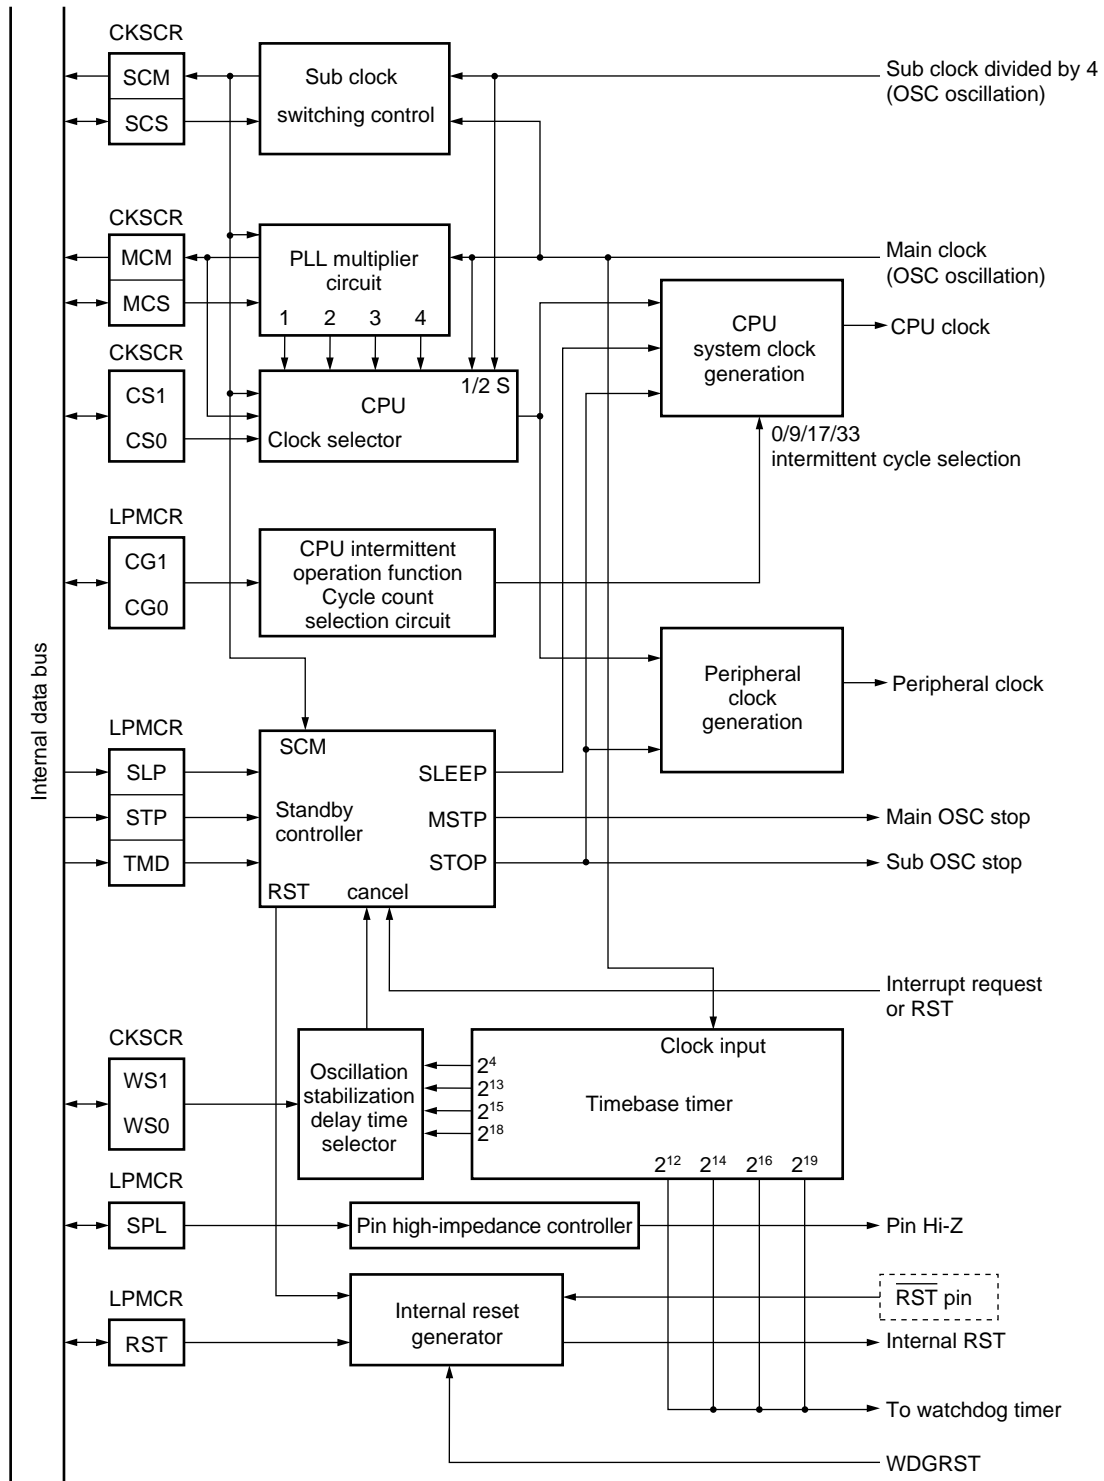 Internal data bus
CKSCR
SCM
SCS
Sub clock
switching control
Sub clock divided by 4
(OSC oscillation)
CKSCR
MCM
MCS
PLL multiplier
circuit
1 2 3 4
Main clock
(OSC oscillation)
CPU
system clock
generation
CPU clock
CKSCR
CS1
CS0
1/2 S
CPU
Clock selector
0/9/17/33
intermittent cycle selection
LPMCR
CG1
CG0
CPU intermittent
operation function
Cycle count
selection circuit
Peripheral
clock
generation
Peripheral clock
LPMCR
SLP
STP
TMD
SCM
SLEEP
Standby
controller
MSTP
STOP
RST cancel
Main OSC stop
Sub OSC stop
Interrupt request
or RST
CKSCR
WS1
WS0
Oscillation
stabilization
delay time
selector
Clock input
2⁴
2¹³
2¹⁵
2¹⁸
Timebase timer
2¹² 2¹⁴ 2¹⁶ 2¹⁹
LPMCR
SPL
Pin high-impedance controller
Pin Hi-Z
LPMCR
RST
Internal reset
generator
R̅S̅T̅ pin
Internal RST
To watchdog timer
WDGRST